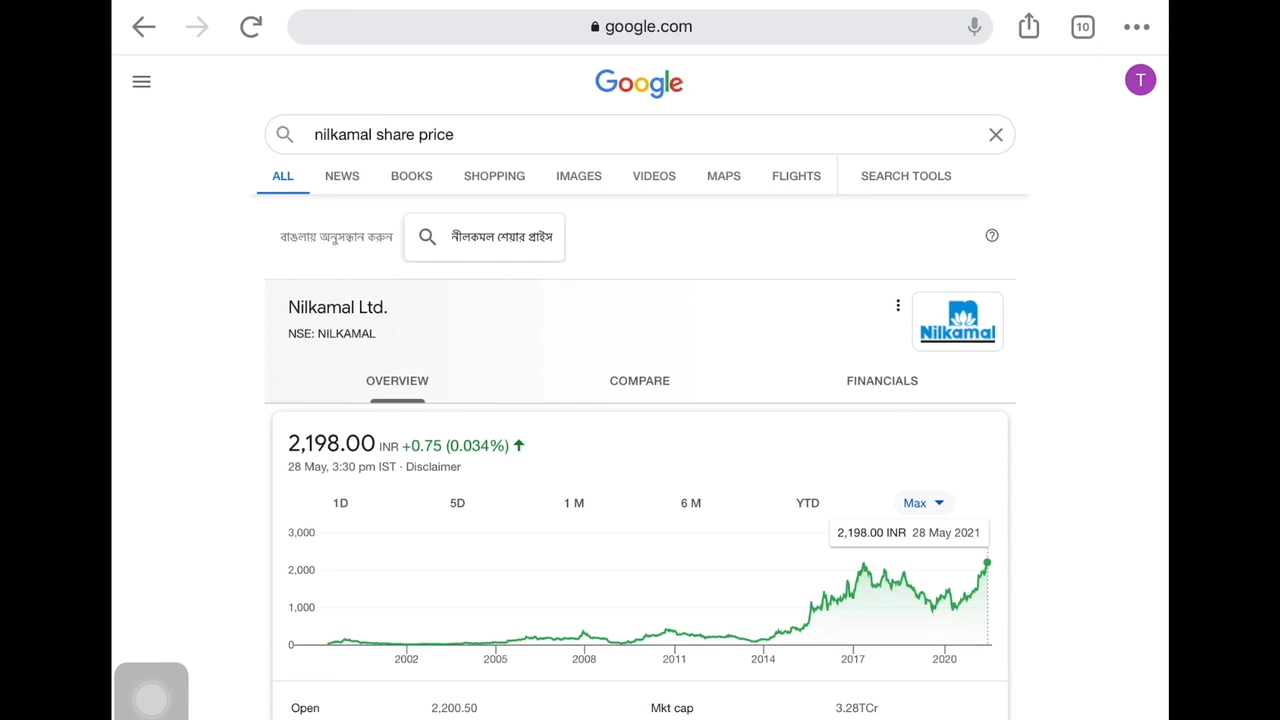 google.com
10
Google
T
nilkamal share price
ALL NEWS BOOKS SHOPPING IMAGES VIDEOS MAPS FLIGHTS SEARCH TOOLS
বাঙলায় অনুসন্ধান করুন নীলকমল শেয়ার প্রাইস
Nilkamal Ltd.
NSE: NILKAMAL
Nilkamal
OVERVIEW COMPARE FINANCIALS
2,198.00 INR +0.75 (0.034%)
28 May, 3:30 pm IST · Disclaimer
1D 5D 1 M 6 M YTD Max
2,198.00 INR 28 May 2021
3,000
2,000
1,000
0
2002 2005 2008 2011 2014 2017 2020
Open 2,200.50 Mkt cap 3.28TCr